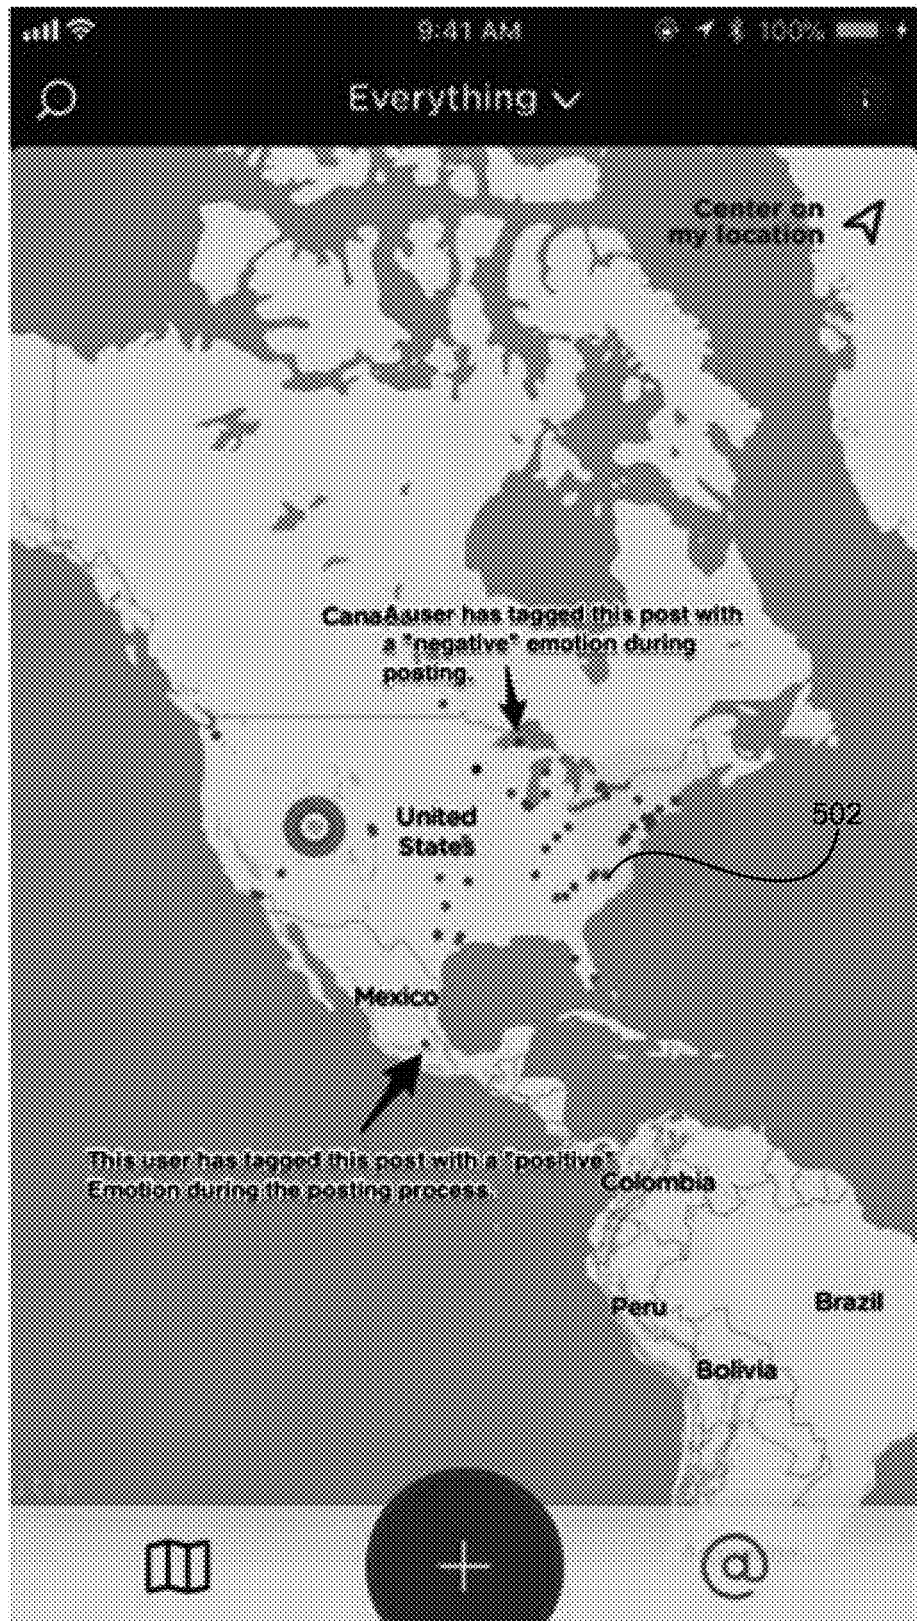 9:41 AM
100%
Everything
Center on
my location
Canada
A user has tagged this post with
a "negative" emotion during
posting.
502
United
States
Mexico
This user has tagged this post with a "positive"
Emotion during the posting process.
Colombia
Peru
Brazil
Bolivia